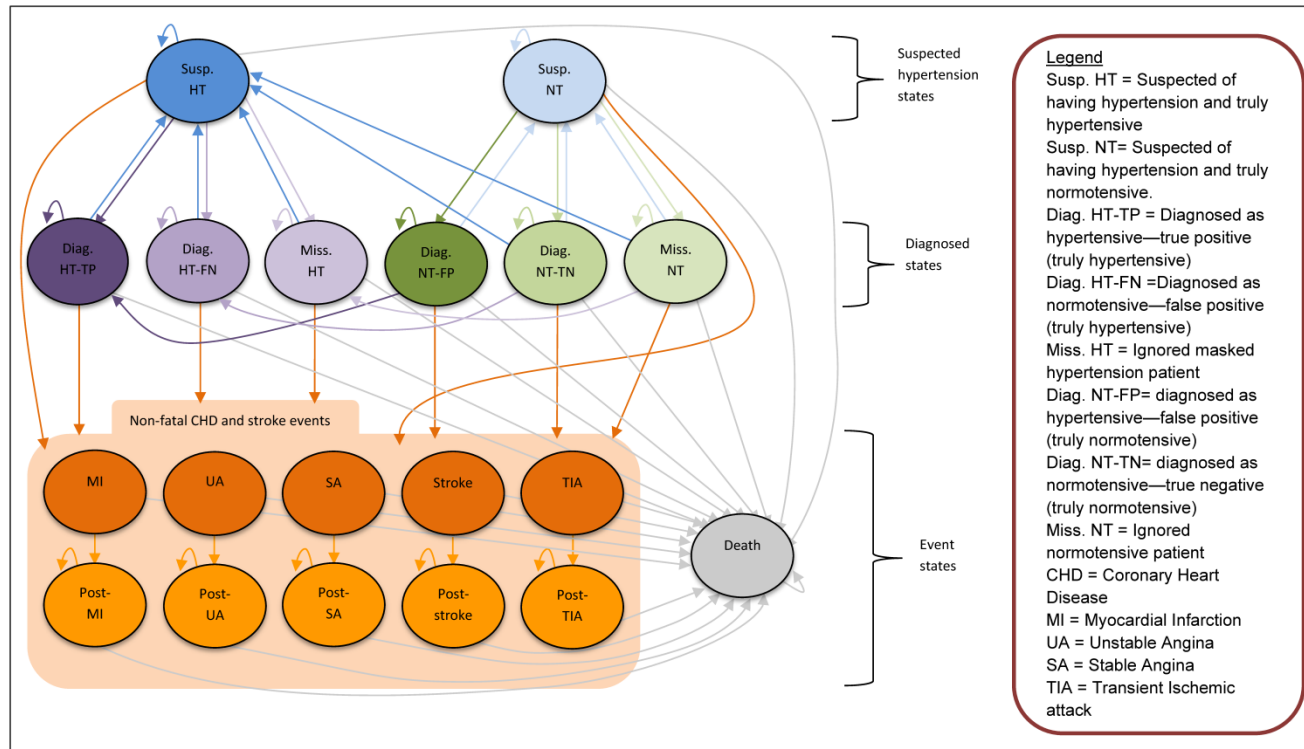 Susp.
HT
Susp.
NT
Suspected
hypertension
states
Diag.
HT-TP
Diag.
HT-FN
Miss.
HT
Diag.
NT-FP
Diag.
NT-TN
Miss.
NT
Diagnosed
states
Non-fatal CHD and stroke events
MI
UA
SA
Stroke
TIA
Death
Event
states
Post-
MI
Post-
UA
Post-
SA
Post-
stroke
Post-
TIA
Legend
Susp. HT = Suspected of
having hypertension and truly
hypertensive
Susp. NT= Suspected of
having hypertension and truly
normotensive.
Diag. HT-TP = Diagnosed as
hypertensive—true positive
(truly hypertensive)
Diag. HT-FN =Diagnosed as
normotensive—false positive
(truly hypertensive)
Miss. HT = Ignored masked
hypertension patient
Diag. NT-FP= diagnosed as
hypertensive—false positive
(truly normotensive)
Diag. NT-TN= diagnosed as
normotensive—true negative
(truly normotensive)
Miss. NT = Ignored
normotensive patient
CHD = Coronary Heart
Disease
MI = Myocardial Infarction
UA = Unstable Angina
SA = Stable Angina
TIA = Transient Ischemic
attack